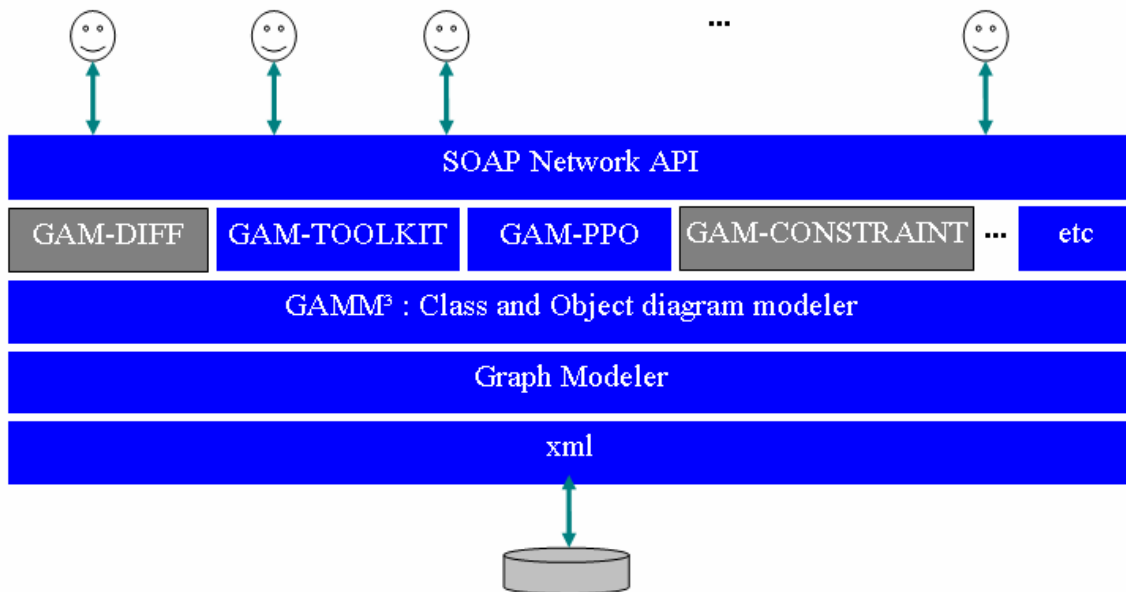 ...
SOAP Network API
GAM-DIFF GAM-TOOLKIT GAM-PPO GAM-CONSTRAINT ... etc
GAMM³ : Class and Object diagram modeler
Graph Modeler
xml